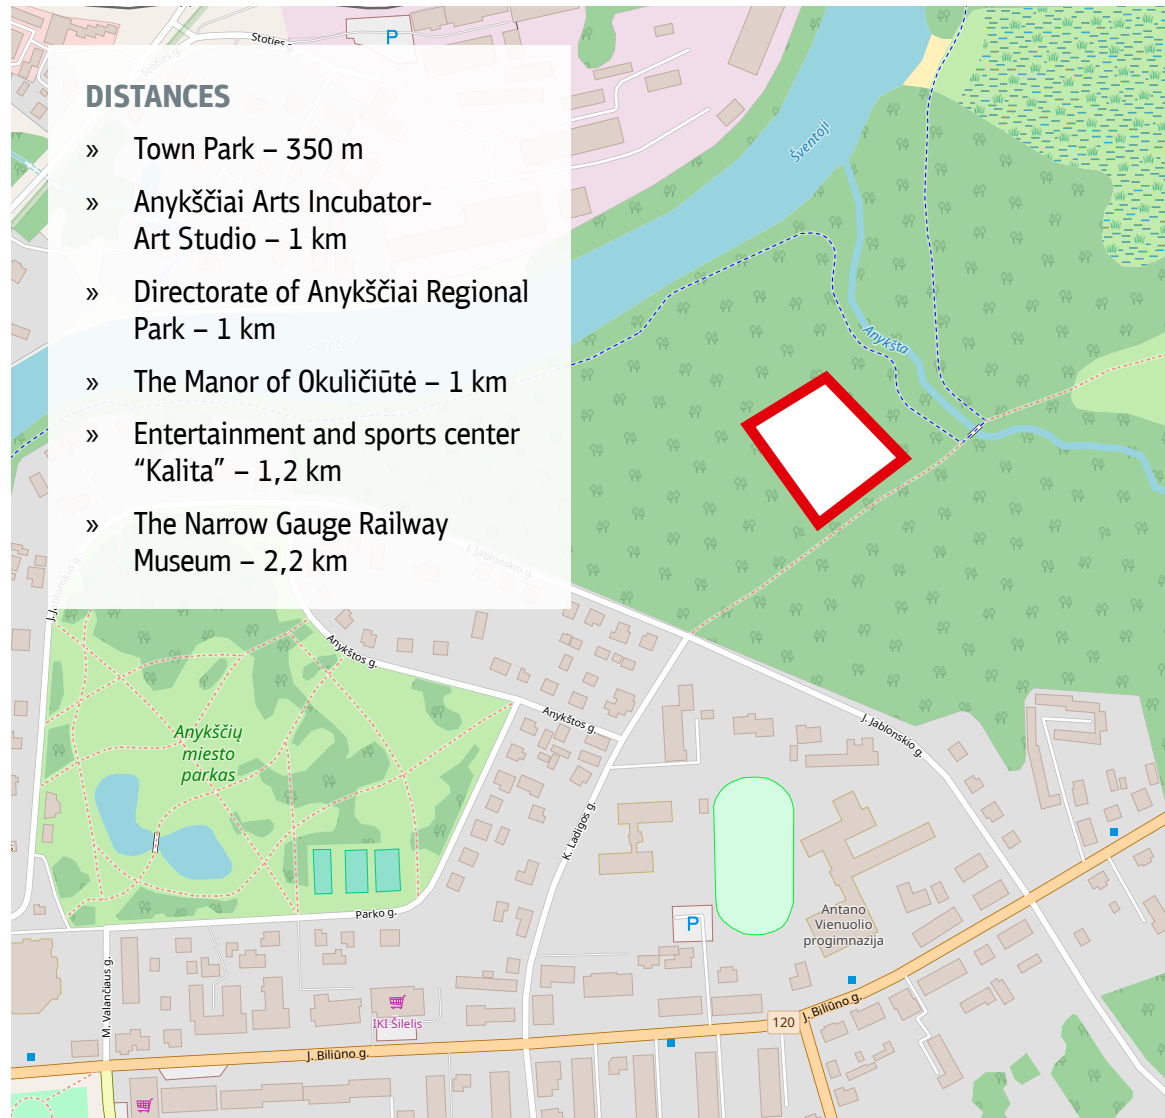 Stoties g.
Stoties g.
P
DISTANCES
» Town Park – 350 m
» Anykščiai Arts Incubator-
Art Studio – 1 km
» Directorate of Anykščiai Regional
Park – 1 km
» The Manor of Okuličiūtė – 1 km
» Entertainment and sports center
“Kalita” – 1,2 km
» The Narrow Gauge Railway
Museum – 2,2 km
Šventoji
Šventoji
Anykšta
J. Jablonskio g.
J. Jablonskio g.
Anykštos g.
Anykštos g.
J. Jablonskio g.
Anykščių
miesto
parkas
K. Ladigos g.
Parko g.
P
Antano
Vienuolio
progimnazija
M. Valančiaus g.
IKI Šilelis
J. Biliūno g.
120
J. Biliūno g.